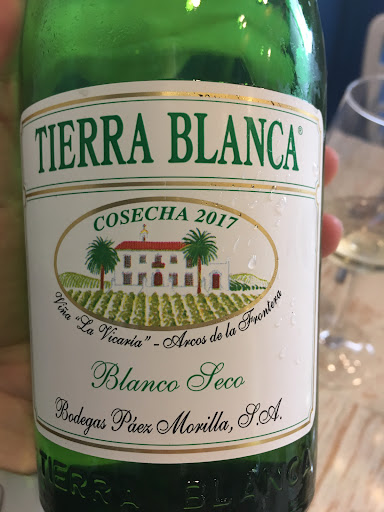 TIERRA BLANCA®
COSECHA 2017
Viña "La Vicaría" - Arcos de la Frontera
Blanco Seco
Bodegas Páez Morilla, S.A.
TIERRA BLANCA